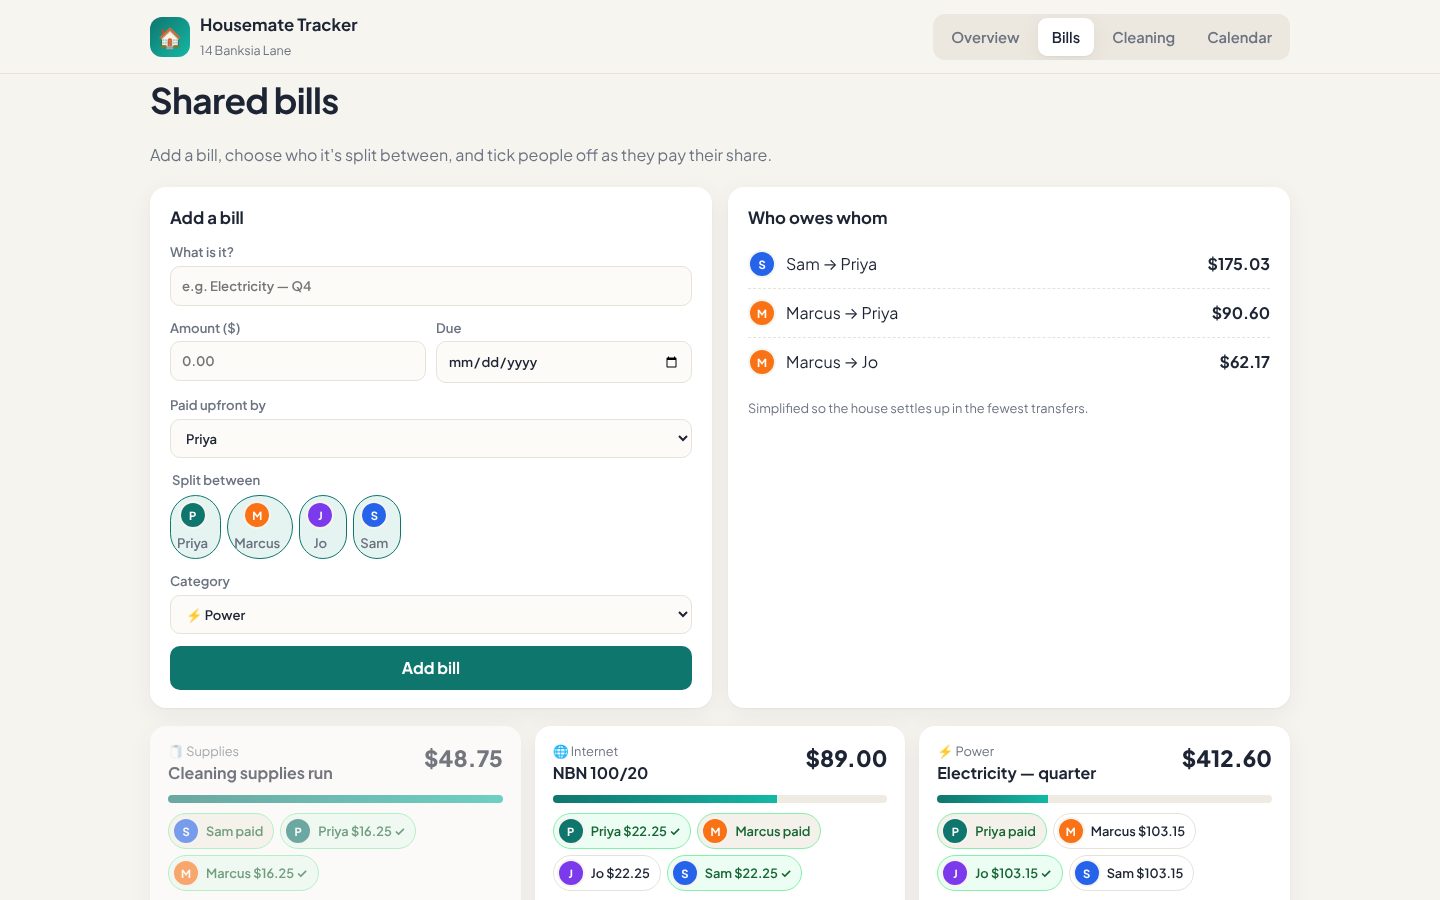 Housemate Tracker
14 Banksia Lane
Overview Bills Cleaning Calendar
Shared bills
Add a bill, choose who it's split between, and tick people off as they pay their share.
Add a bill
What is it?
e.g. Electricity — Q4
Amount ($) Due
0.00 mm/dd/yyyy
Paid upfront by
Priya
Split between
P M J S
Priya Marcus Jo Sam
Category
⚡ Power
Add bill
Who owes whom
S Sam → Priya $175.03
M Marcus → Priya $90.60
M Marcus → Jo $62.17
Simplified so the house settles up in the fewest transfers.
Supplies
Cleaning supplies run $48.75
S Sam paid P Priya $16.25 ✓
M Marcus $16.25 ✓
Internet
NBN 100/20 $89.00
P Priya $22.25 ✓ M Marcus paid
J Jo $22.25 S Sam $22.25 ✓
⚡ Power
Electricity — quarter $412.60
P Priya paid M Marcus $103.15
J Jo $103.15 ✓ S Sam $103.15